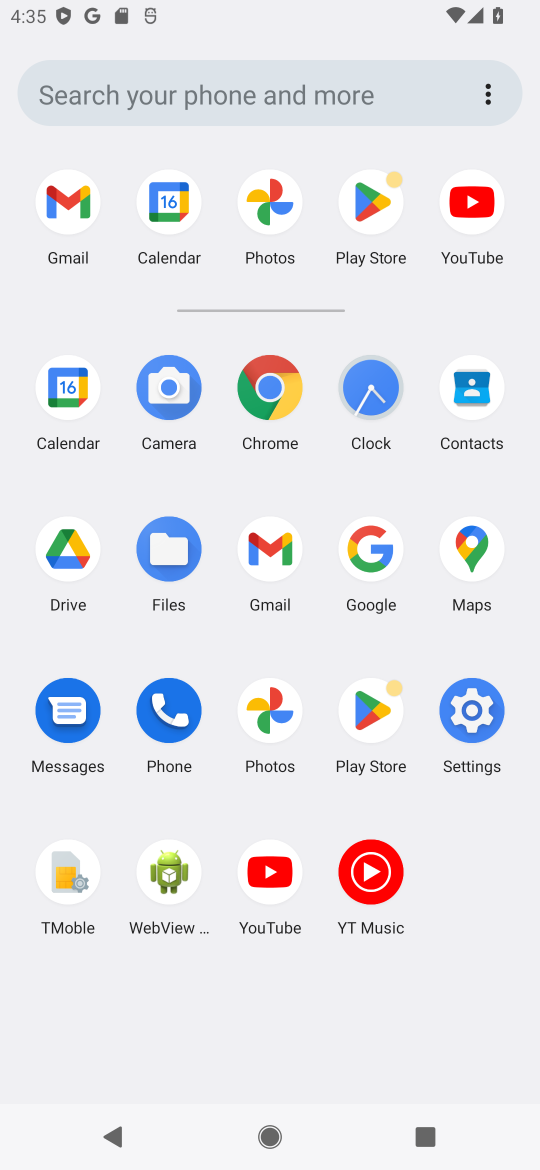 4:35
Search your phone and more
Gmail Calendar Photos Play Store YouTube
Calendar Camera Chrome Clock Contacts
Drive Files Gmail Google Maps
Messages Phone Photos Play Store Settings
TMoble WebView ... YouTube YT Music